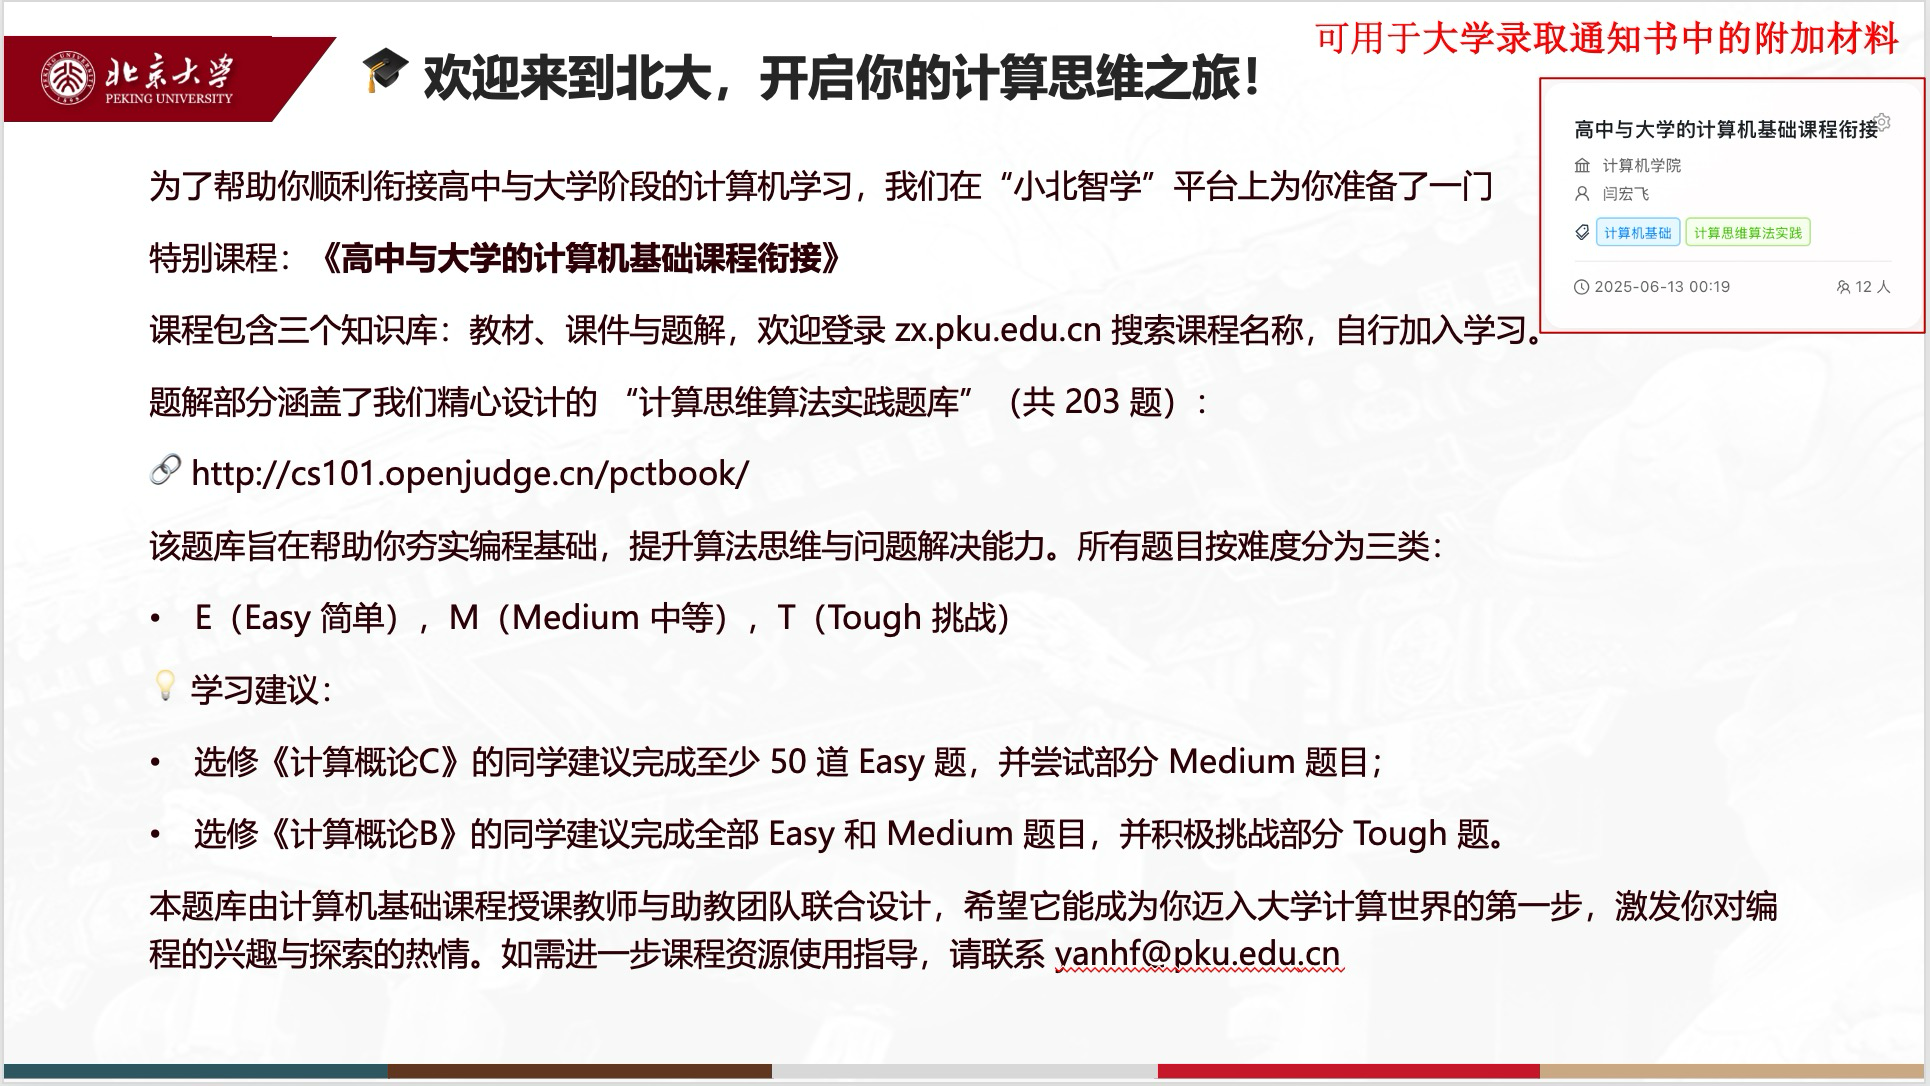 可用于大学录取通知书中的附加材料
北京大学
PEKING UNIVERSITY
1898
🎓 欢迎来到北大，开启你的计算思维之旅！
高中与大学的计算机基础课程衔接
计算机学院
闫宏飞
计算机基础 计算思维算法实践
2025-06-13 00:19 12 人
为了帮助你顺利衔接高中与大学阶段的计算机学习，我们在“小北智学”平台上为你准备了一门
特别课程：《高中与大学的计算机基础课程衔接》
课程包含三个知识库：教材、课件与题解，欢迎登录 zx.pku.edu.cn 搜索课程名称，自行加入学习。
题解部分涵盖了我们精心设计的 “计算思维算法实践题库”（共 203 题）：
🔗 http://cs101.openjudge.cn/pctbook/
该题库旨在帮助你夯实编程基础，提升算法思维与问题解决能力。所有题目按难度分为三类：
• E（Easy 简单），M（Medium 中等），T（Tough 挑战）
💡 学习建议：
• 选修《计算概论C》的同学建议完成至少 50 道 Easy 题，并尝试部分 Medium 题目；
• 选修《计算概论B》的同学建议完成全部 Easy 和 Medium 题目，并积极挑战部分 Tough 题。
本题库由计算机基础课程授课教师与助教团队联合设计，希望它能成为你迈入大学计算世界的第一步，激发你对编
程的兴趣与探索的热情。如需进一步课程资源使用指导，请联系 yanhf@pku.edu.cn